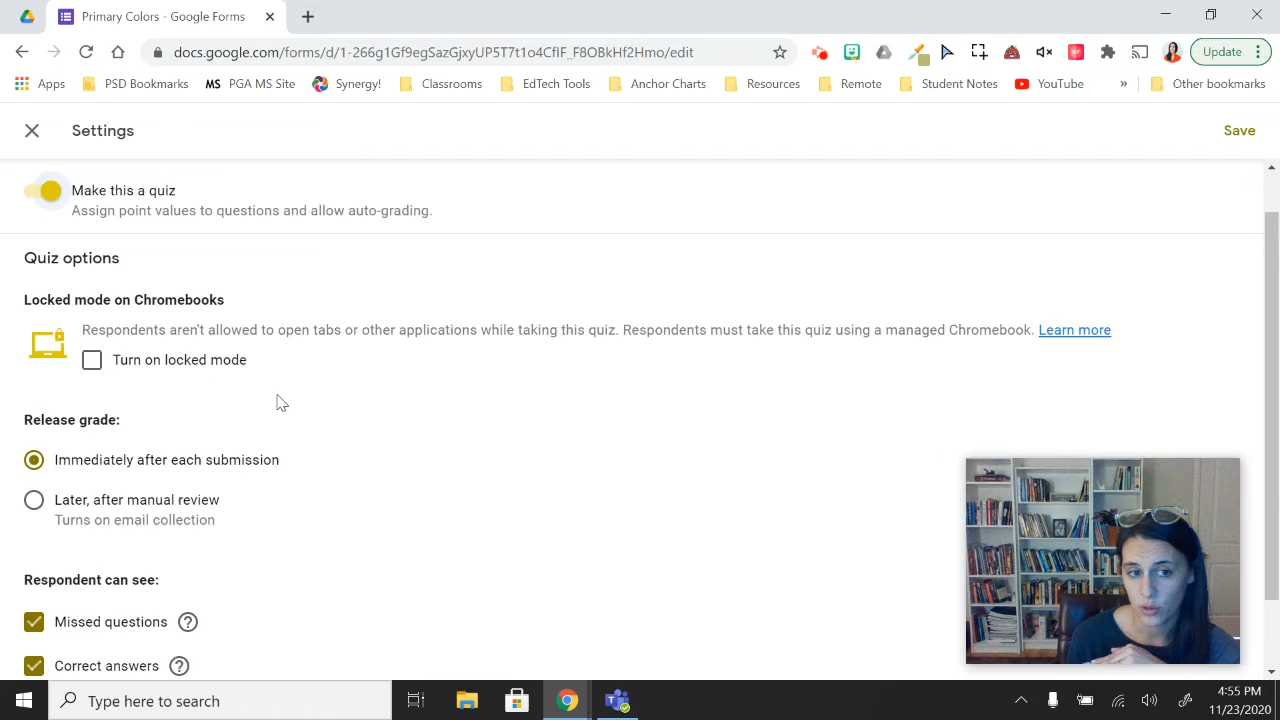 Primary Colors - Google Forms
docs.google.com/forms/d/1-266g1Gf9egSazGjxyUP5T7t1o4CfIF_F8OBkHf2Hmo/edit
Update
Apps PSD Bookmarks MS PGA MS Site Synergy! Classrooms EdTech Tools Anchor Charts Resources Remote Student Notes YouTube » Other bookmarks
Settings Save
Make this a quiz
Assign point values to questions and allow auto-grading.
Quiz options
Locked mode on Chromebooks
Respondents aren't allowed to open tabs or other applications while taking this quiz. Respondents must take this quiz using a managed Chromebook. Learn more
Turn on locked mode
Release grade:
Immediately after each submission
Later, after manual review
Turns on email collection
Respondent can see:
Missed questions ?
Correct answers ?
Type here to search
4:55 PM
11/23/2020